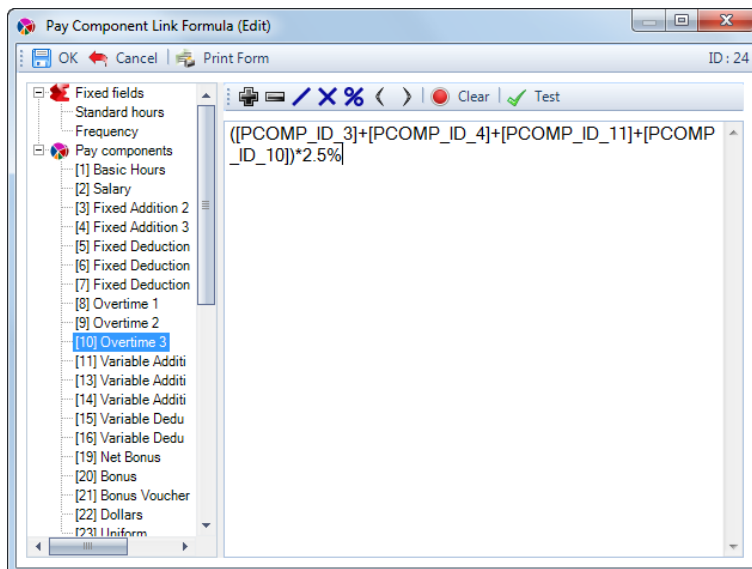 Pay Component Link Formula (Edit)
OK Cancel Print Form ID : 24
Fixed fields
Standard hours
Frequency
Pay components
[1] Basic Hours
[2] Salary
[3] Fixed Addition 2
[4] Fixed Addition 3
[5] Fixed Deduction
[6] Fixed Deduction
[7] Fixed Deduction
[8] Overtime 1
[9] Overtime 2
[10] Overtime 3
[11] Variable Additi
[13] Variable Additi
[14] Variable Additi
[15] Variable Dedu
[16] Variable Dedu
[19] Net Bonus
[20] Bonus
[21] Bonus Voucher
[22] Dollars
[23] Uniform
Clear Test
([PCOMP_ID_3]+[PCOMP_ID_4]+[PCOMP_ID_11]+[PCOMP
_ID_10])*2.5%